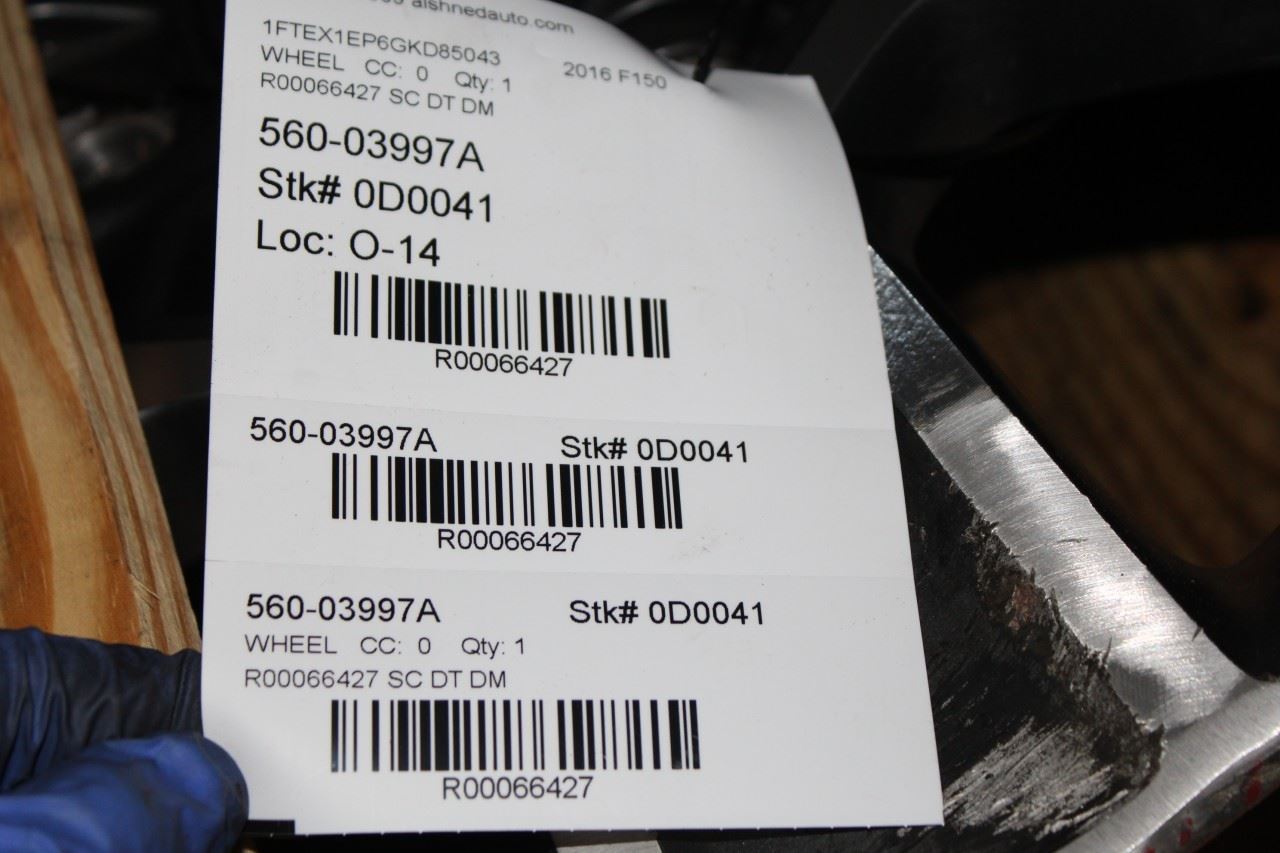 alshnedauto.com
1FTEX1EP6GKD85043
WHEEL CC: 0 Qty: 1 2016 F150
R00066427 SC DT DM
560-03997A
Stk# 0D0041
Loc: O-14
R00066427
560-03997A Stk# 0D0041
R00066427
560-03997A Stk# 0D0041
WHEEL CC: 0 Qty: 1
R00066427 SC DT DM
R00066427